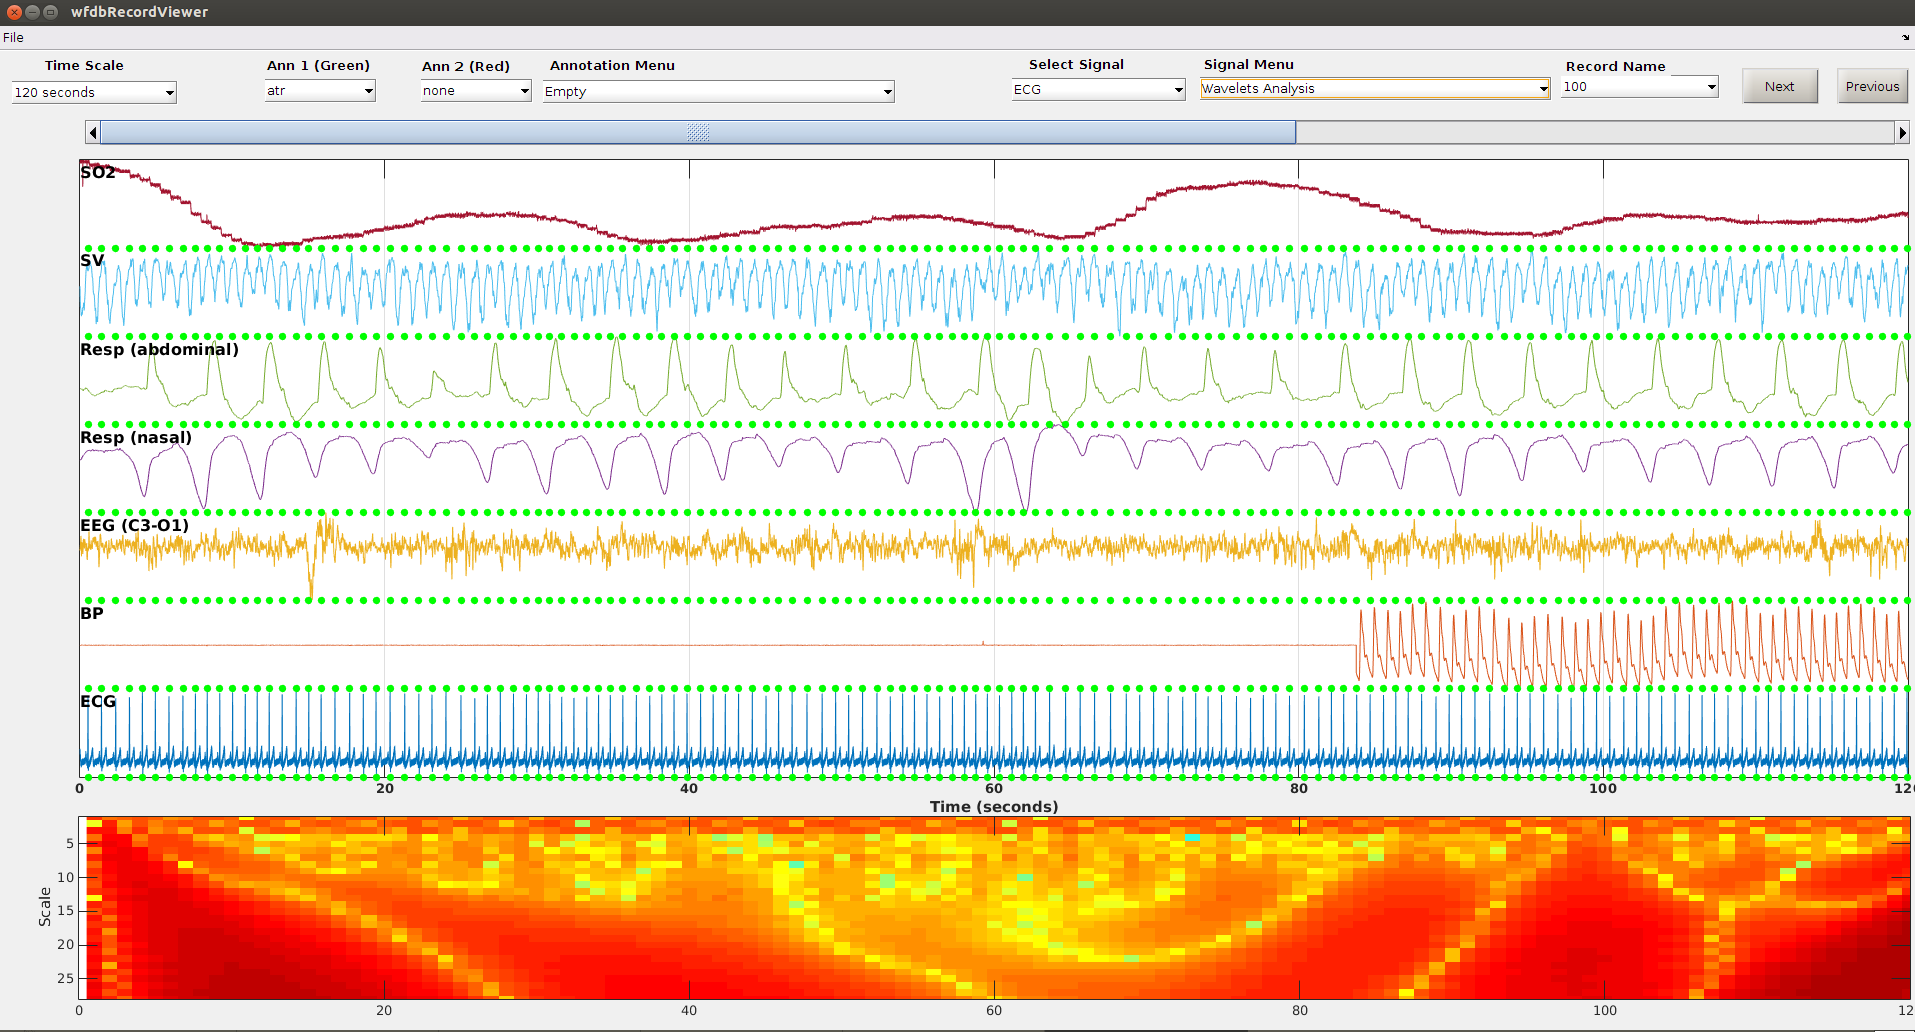 wfdbRecordViewer
File
Time Scale
Ann 1 (Green)
Ann 2 (Red)
Annotation Menu
Select Signal
Signal Menu
Record Name
120 seconds
atr
none
Empty
ECG
Wavelets Analysis
100
Next
Previous
SO2
SV
Resp (abdominal)
Resp (nasal)
EEG (C3-O1)
BP
ECG
0 20 40 60 80 100 120
Time (seconds)
5
10
15
20
25
Scale
0 20 40 60 80 100 12